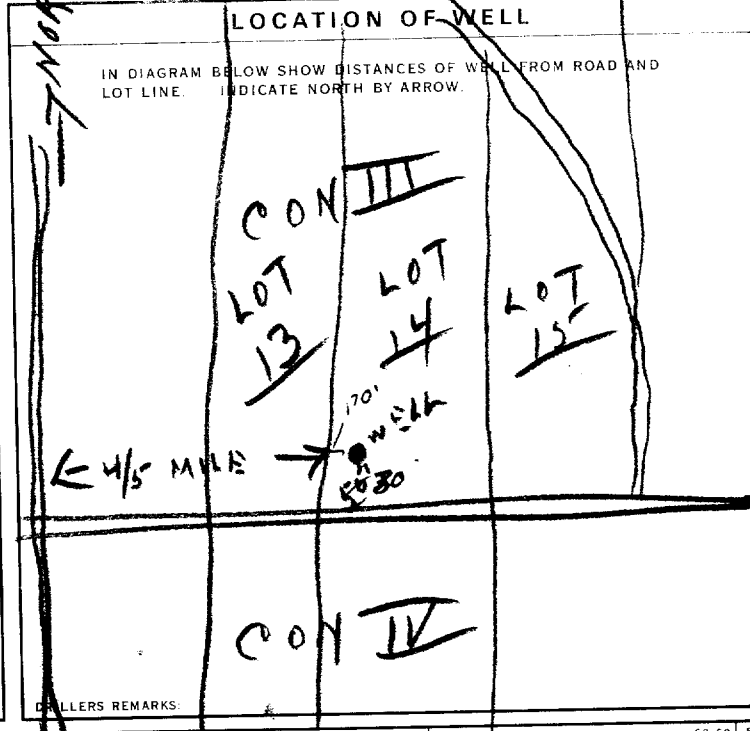 LOCATION OF WELL
NOR
IN DIAGRAM BELOW SHOW DISTANCES OF WELL FROM ROAD AND
LOT LINE. INDICATE NORTH BY ARROW.
CON III
LOT
13
LOT
14
LOT
15
170'
WELL
4/5 MILE
CON IV
DRILLERS REMARKS: